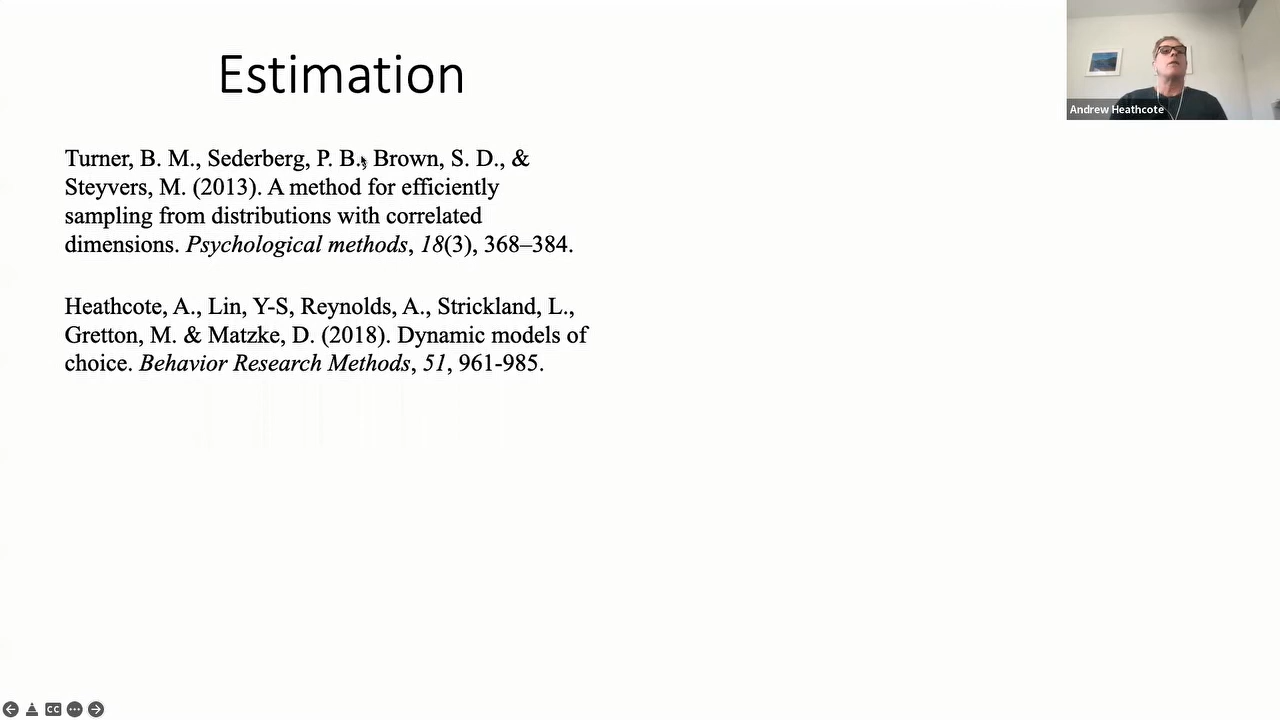 Estimation
Turner, B. M., Sederberg, P. B., Brown, S. D., &
Steyvers, M. (2013). A method for efficiently
sampling from distributions with correlated
dimensions. Psychological methods, 18(3), 368–384.
Heathcote, A., Lin, Y-S, Reynolds, A., Strickland, L.,
Gretton, M. & Matzke, D. (2018). Dynamic models of
choice. Behavior Research Methods, 51, 961-985.
Andrew Heathcote
CC